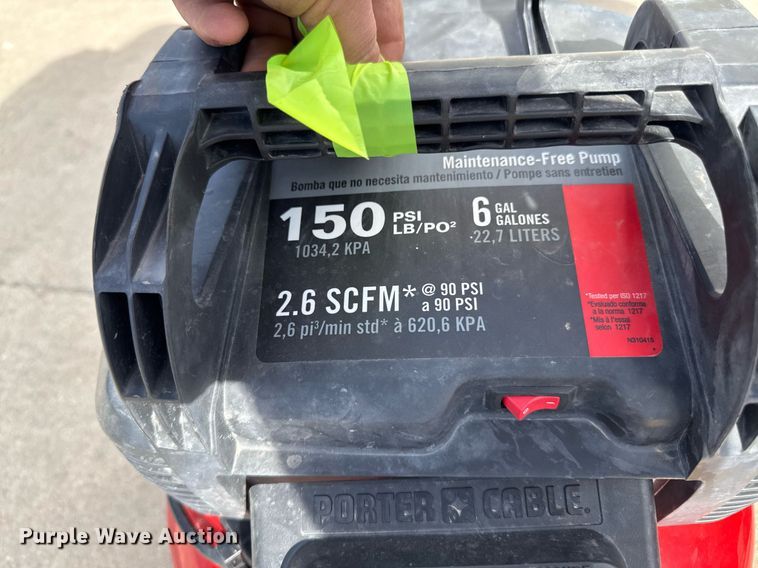 Maintenance-Free Pump
Bomba que no necesita mantenimiento / Pompe sans entretien
150 PSI LB/PO²
1034,2 KPA
6 GAL GALONES
22,7 LITERS
2.6 SCFM* @ 90 PSI a 90 PSI
2,6 pi³/min std* à 620,6 KPA
*Tested per ISO 1217
*Evaluado conforme
a la norma 1217
*Mis à l'essai
selon 1217
N310415
PORTER CABLE.
Purple Wave Auction